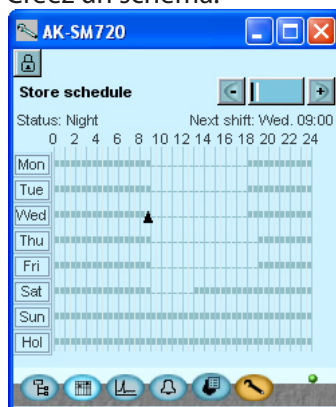 Creez un schema.
AK-SM720
Store schedule
Status: Night Next shift: Wed. 09:00
0 2 4 6 8 10 12 14 16 18 20 22 24
Mon
Tue
Wed
Thu
Fri
Sat
Sun
Hol